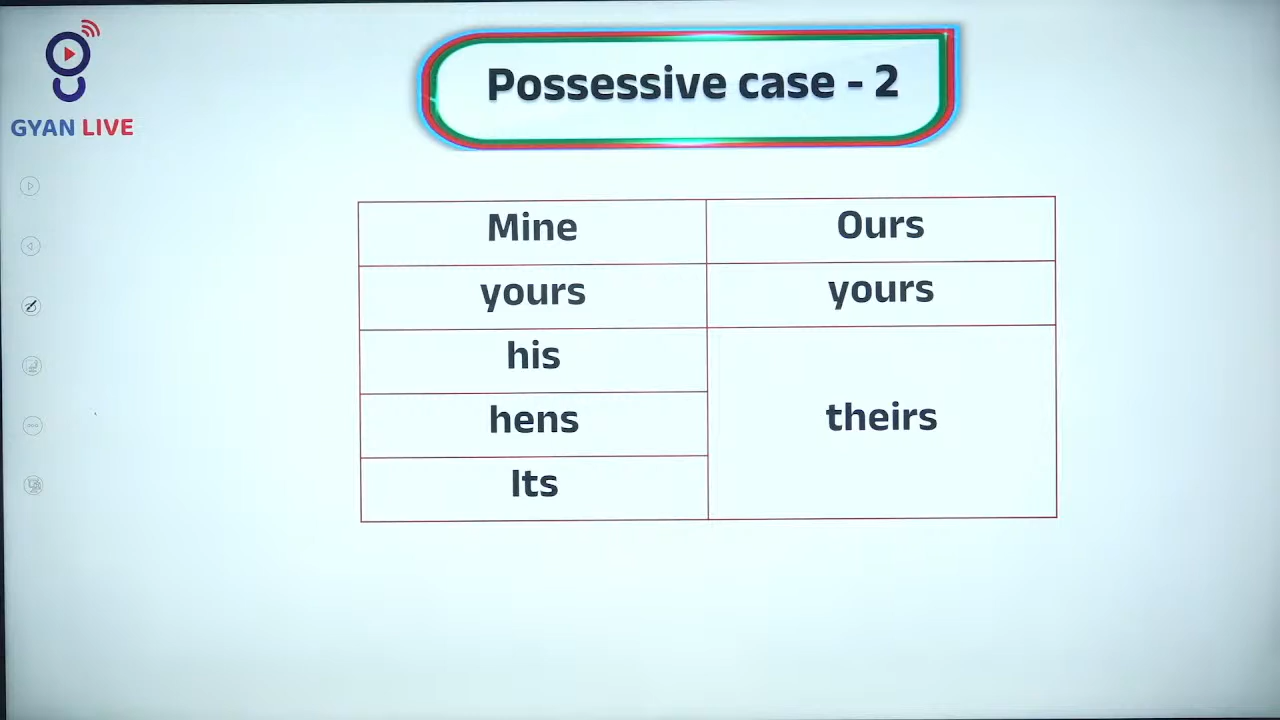 GYAN LIVE
Possessive case - 2
Mine Ours
yours yours
his
hens theirs
Its